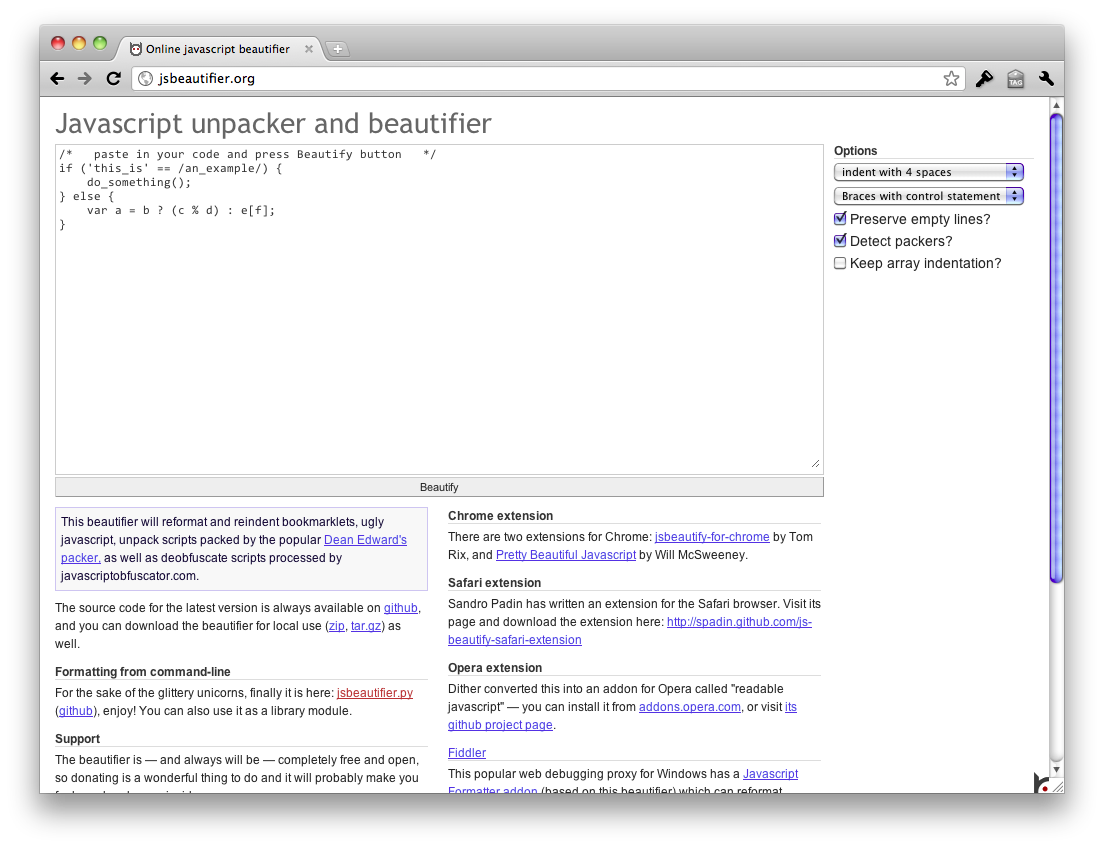 Online javascript beautifier
jsbeautifier.org
TAG
Javascript unpacker and beautifier
/*   paste in your code and press Beautify button   */
if ('this_is' == /an_example/) {
    do_something();
} else {
    var a = b ? (c % d) : e[f];
}
Options
indent with 4 spaces
Braces with control statement
Preserve empty lines?
Detect packers?
Keep array indentation?
Beautify
This beautifier will reformat and reindent bookmarklets, ugly
javascript, unpack scripts packed by the popular Dean Edward's
packer, as well as deobfuscate scripts processed by
javascriptobfuscator.com.
The source code for the latest version is always available on github,
and you can download the beautifier for local use (zip, tar.gz) as
well.
Formatting from command-line
For the sake of the glittery unicorns, finally it is here: jsbeautifier.py
(github), enjoy! You can also use it as a library module.
Support
The beautifier is — and always will be — completely free and open,
so donating is a wonderful thing to do and it will probably make you
Chrome extension
There are two extensions for Chrome: jsbeautify-for-chrome by Tom
Rix, and Pretty Beautiful Javascript by Will McSweeney.
Safari extension
Sandro Padin has written an extension for the Safari browser. Visit its
page and download the extension here: http://spadin.github.com/js-
beautify-safari-extension
Opera extension
Dither converted this into an addon for Opera called "readable
javascript" — you can install it from addons.opera.com, or visit its
github project page.
Fiddler
This popular web debugging proxy for Windows has a Javascript
Formatter addon (based on this beautifier) which can reformat